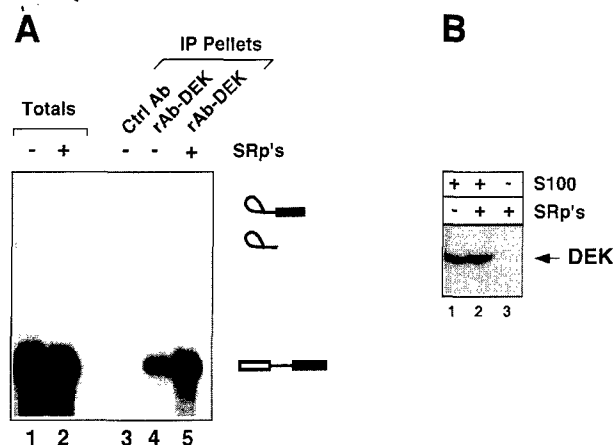 A
IP Pellets
Totals
Ctrl Ab
rAb-DEK
rAb-DEK
- + - - + SRp's
1 2 3 4 5
B
+ + - S100
- + + SRp's
DEK
1 2 3